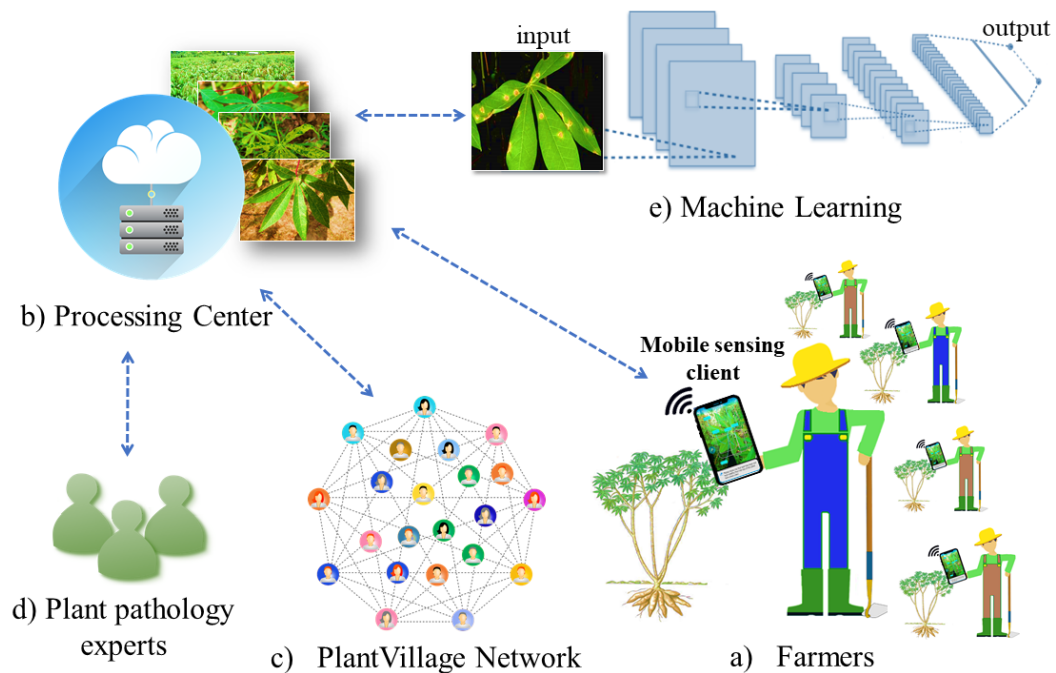 input
output
e) Machine Learning
b) Processing Center
Mobile sensing
client
d) Plant pathology
experts
c) PlantVillage Network
a) Farmers